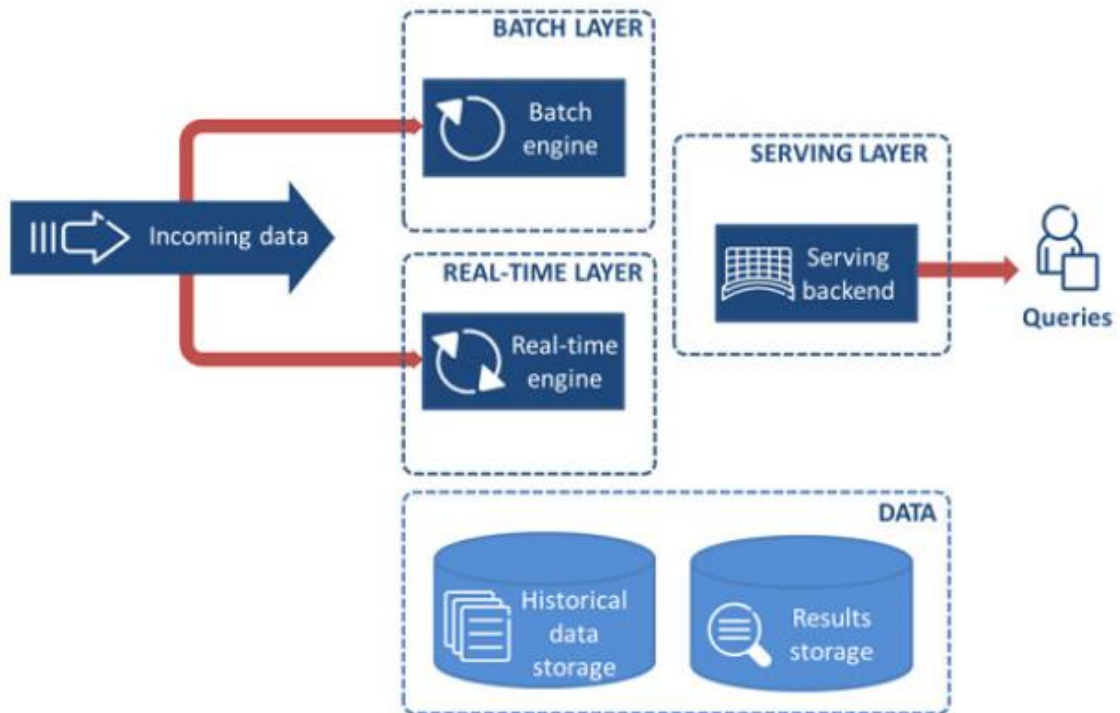 BATCH LAYER
Batch
engine
Incoming data
REAL-TIME LAYER
Real-time
engine
SERVING LAYER
Serving
backend
Queries
DATA
Historical
data
storage
Results
storage